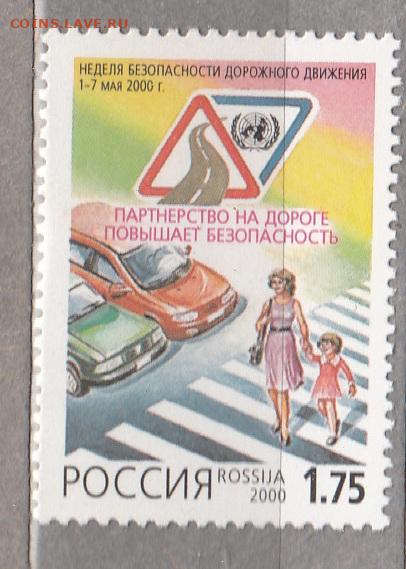 COINS.LAVE.RU
НЕДЕЛЯ БЕЗОПАСНОСТИ ДОРОЖНОГО ДВИЖЕНИЯ
1-7 МАЯ 2000 г.
ПАРТНЕРСТВО НА ДОРОГЕ
ПОВЫШАЕТ БЕЗОПАСНОСТЬ
РОССИЯ
ROSSIJA
2000
1.75